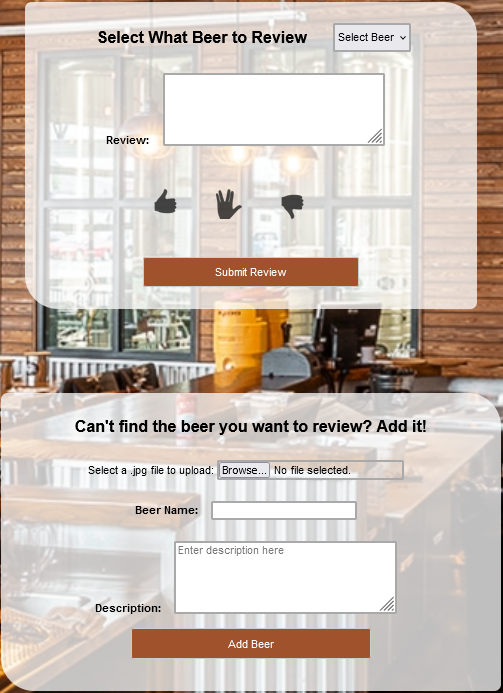 Select What Beer to Review
Select Beer
Review:
Submit Review
Can't find the beer you want to review? Add it!
Select a .jpg file to upload: Browse... No file selected.
Beer Name:
Enter description here
Description:
Add Beer